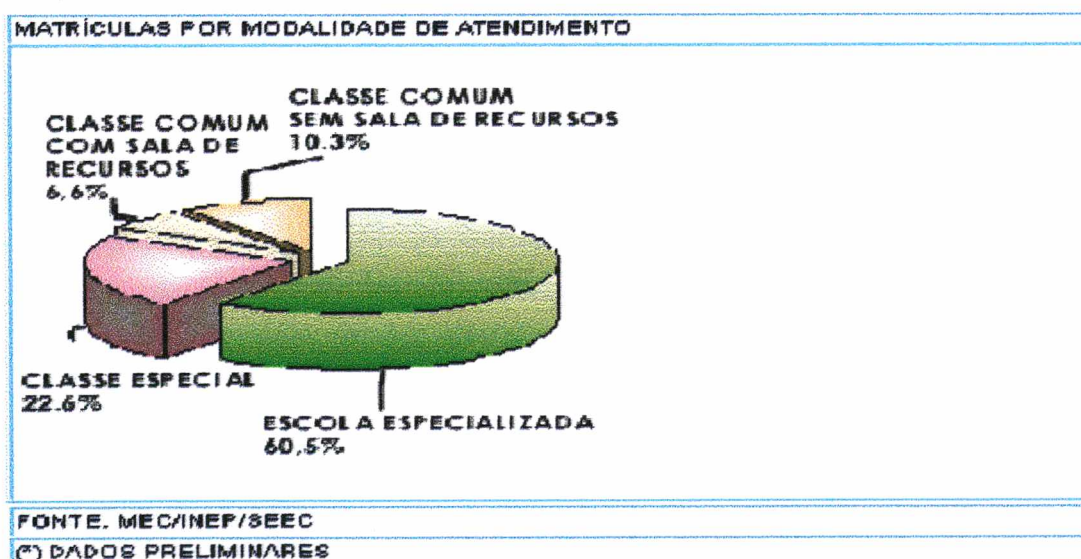 MATRÍCULAS POR MODALIDADE DE ATENDIMENTO
CLASSE COMUM
SEM SALA DE RECURSOS
10.3%
CLASSE COMUM
COM SALA DE
RECURSOS
6,6%
CLASSE ESPECIAL
22.6%
ESCOLA ESPECIALIZADA
60,5%
FONTE. MEC/INEP/SEEC
(*) DADOS PRELIMINARES